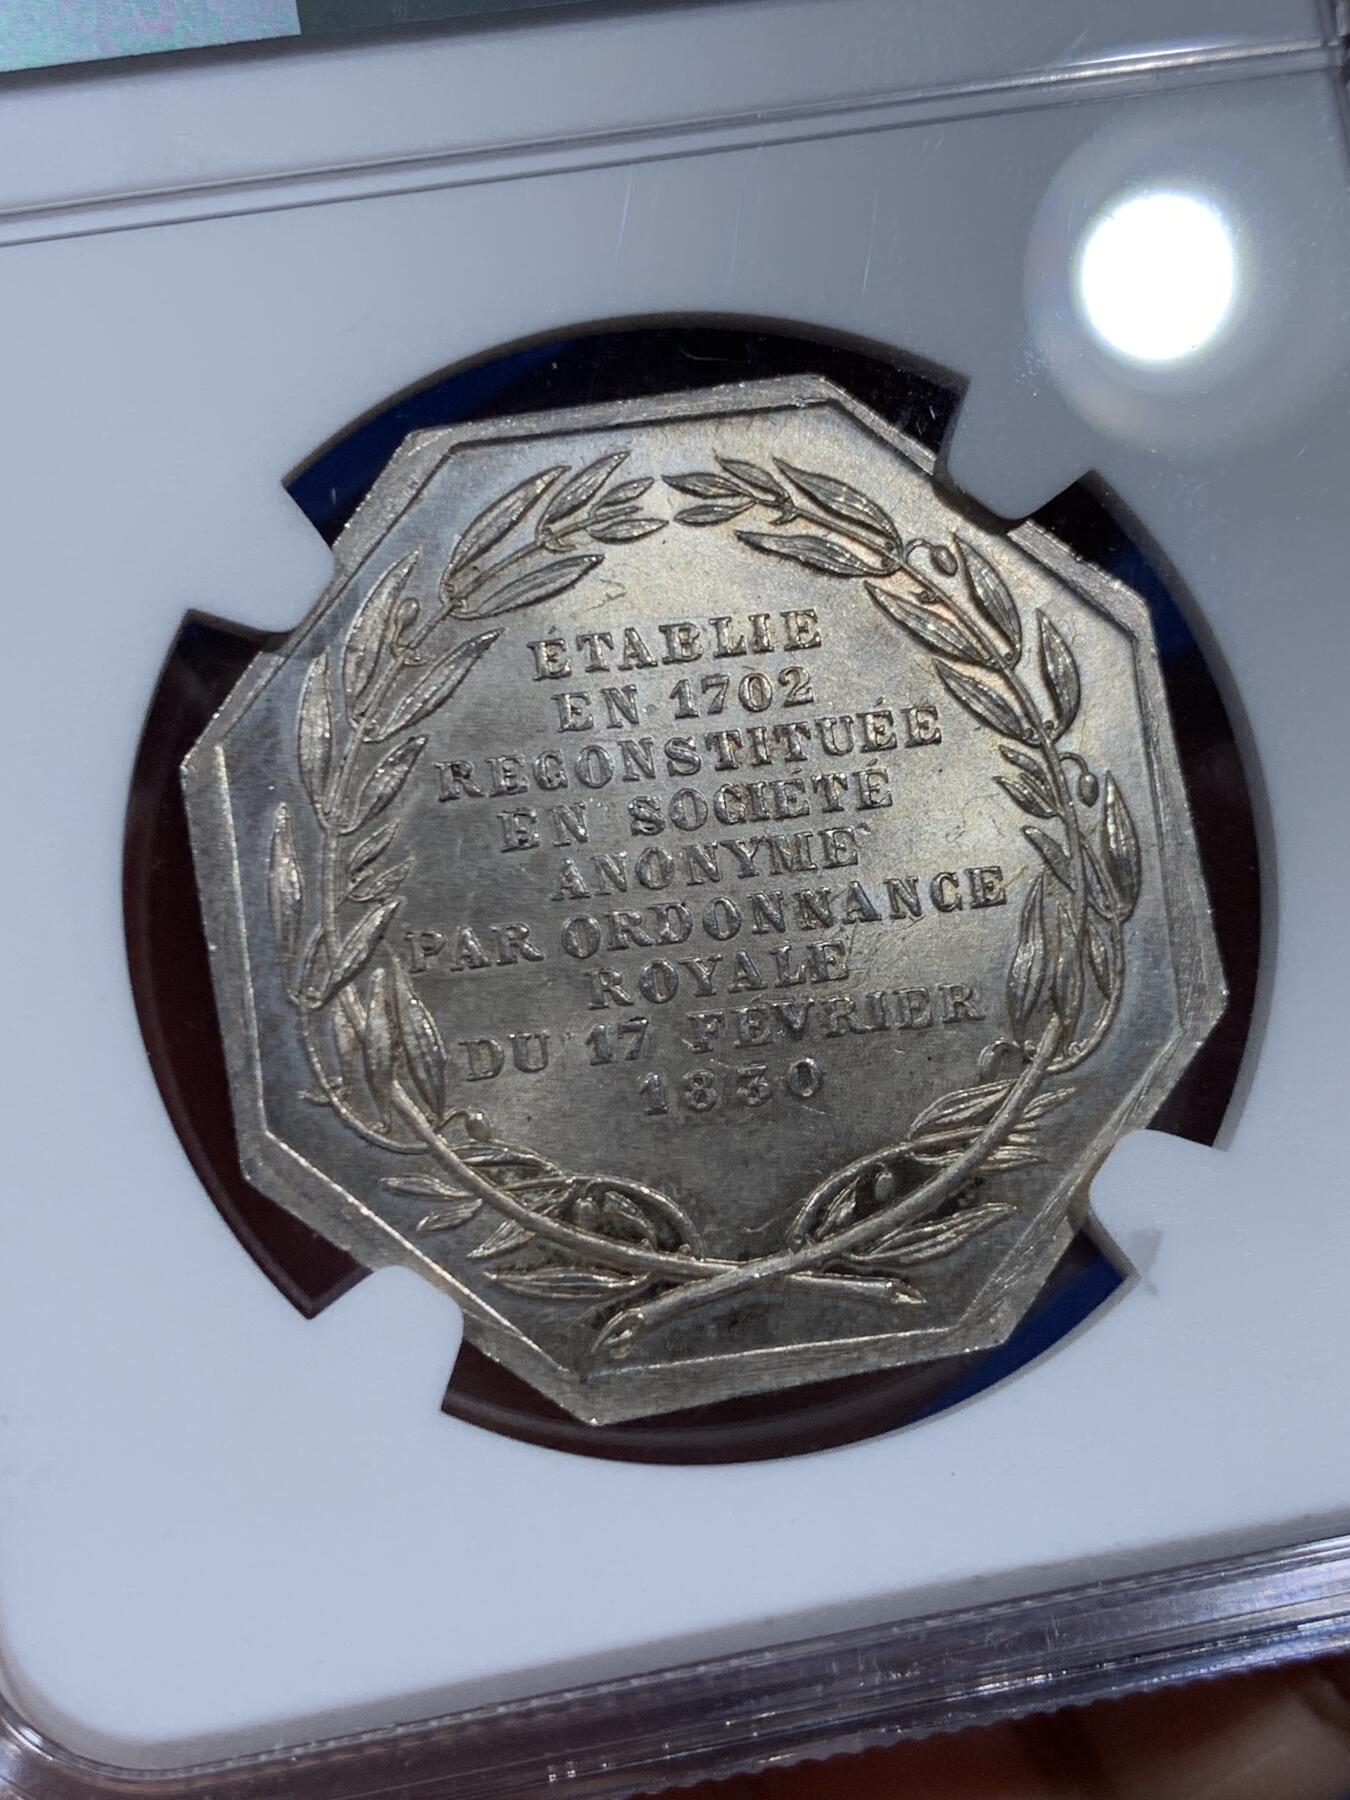 ÉTABLIE
EN 1702
RECONSTITUÉE
EN SOCIÉTÉ
ANONYME
PAR ORDONNANCE
ROYALE
DU 17 FÉVRIER
1830